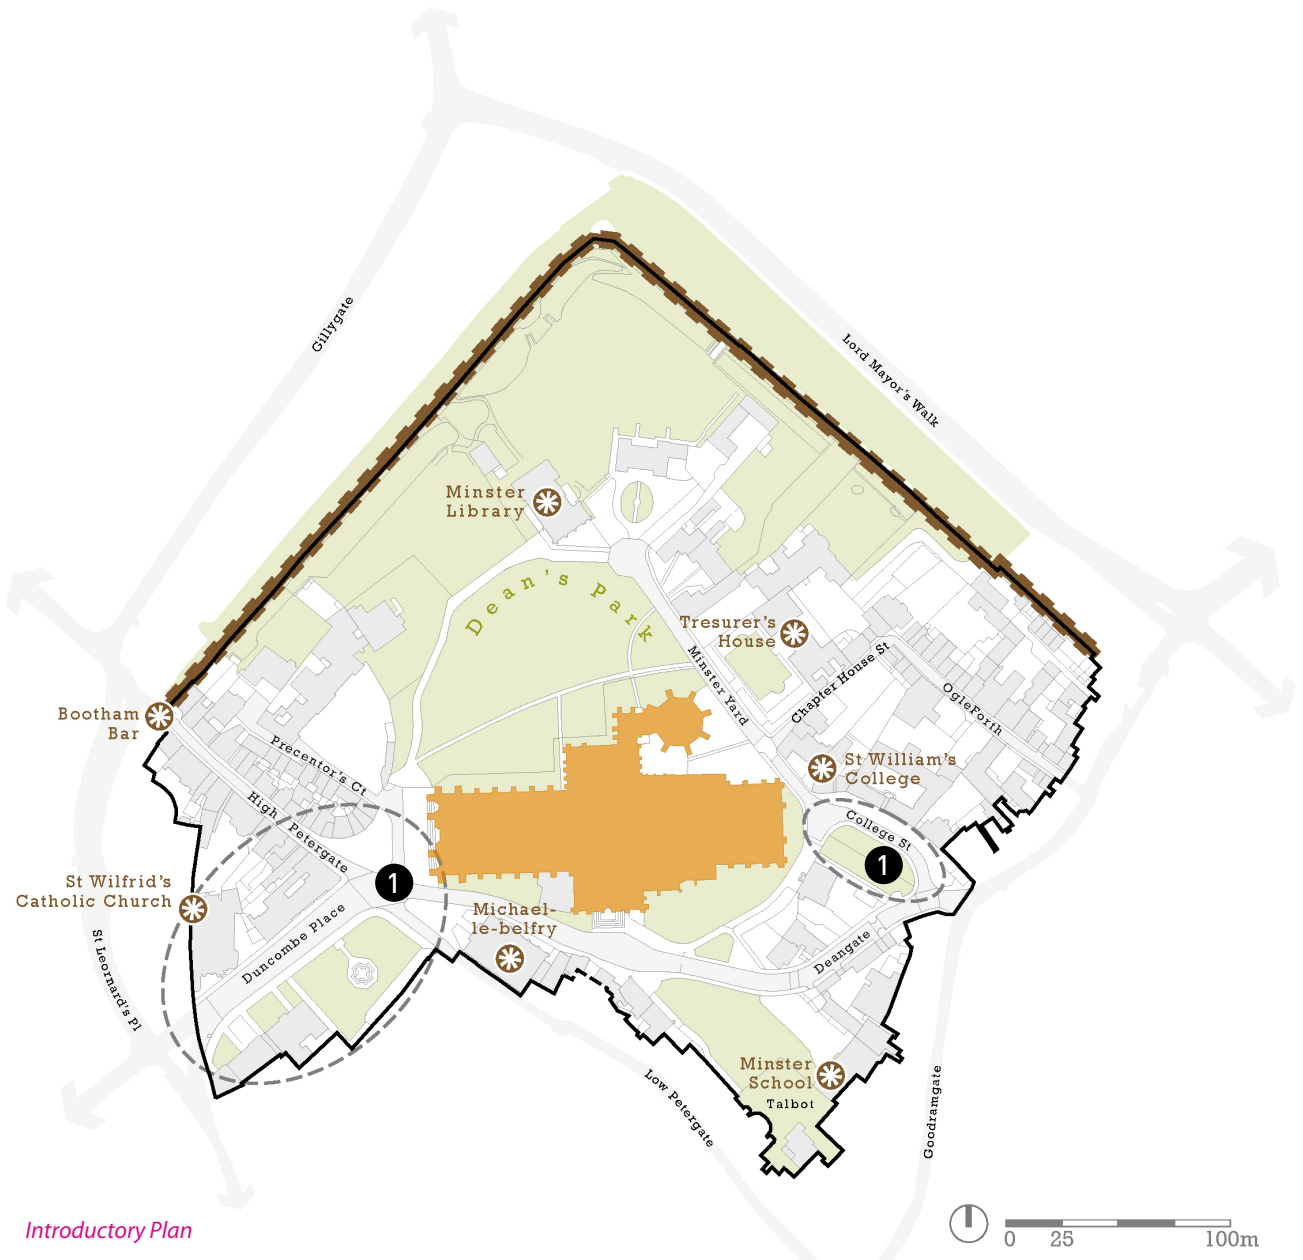 Gillygate
Lord Mayor's Walk
Minster
Library
Dean's Park
Tresurer's
House
Minster Yard
Chapter House St
OgleForth
Bootham
Bar
Precentor's Ct
High Petergate
St William's
College
College St
1
1
St Wilfrid's
Catholic Church
Michael-
le-belfry
Duncombe Place
St Leornard's Pl
Deangate
Minster
School
Talbot
Low Petergate
Goodramgate
Introductory Plan
0 25 100m